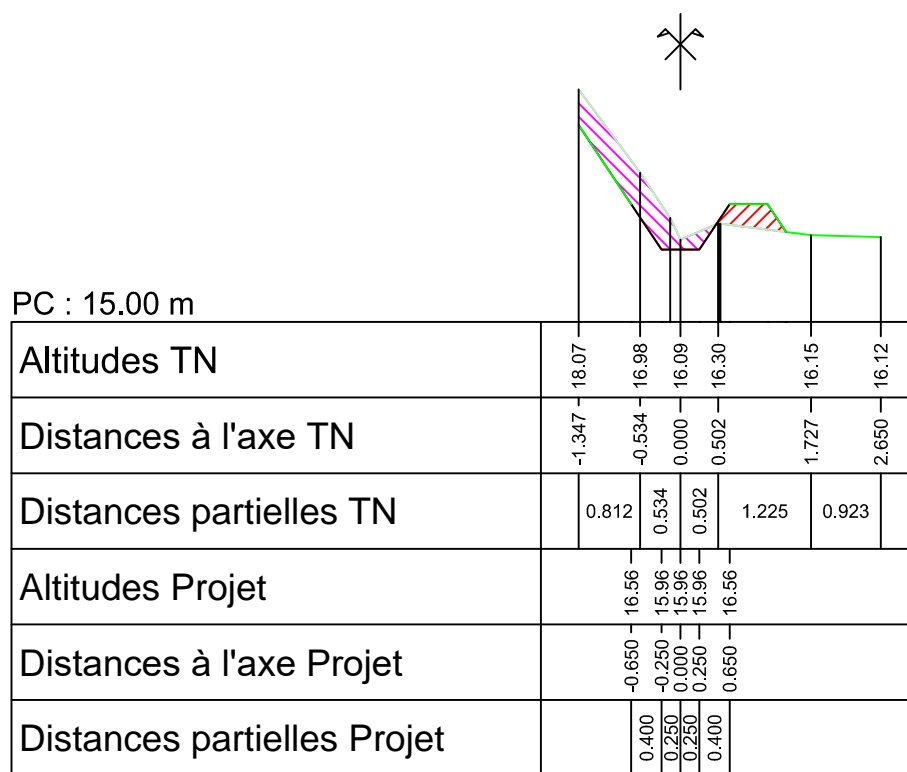 PC : 15.00 m
Altitudes TN 18.07 16.98 16.09 16.30 16.15 16.12
Distances à l'axe TN -1.347 -0.534 0.000 0.502 1.727 2.650
Distances partielles TN 0.812 0.534 0.502 1.225 0.923
Altitudes Projet 16.56 15.96 15.96 15.96 16.56
Distances à l'axe Projet -0.650 -0.250 0.000 0.250 0.650
Distances partielles Projet 0.400 0.250 0.250 0.400